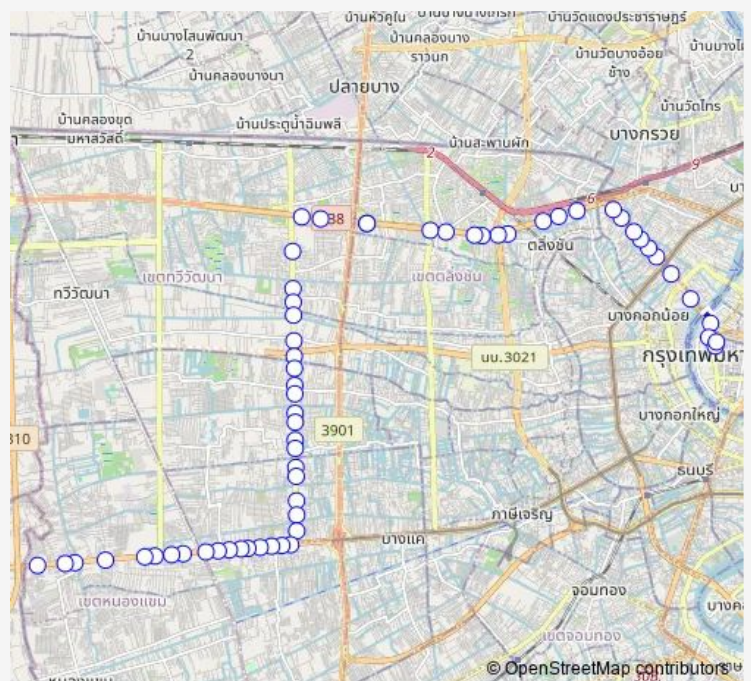 บ้านหัวคูใน
บ้านวัดแดงประชาราษฎร์
บ้านบางโสนพัฒนา
2
บ้านคลองบาง
ราวนก
บ้านวัดบางอ้อย
ช้าง
บ้านคลองบางนา
ปลายบาง
บ้านวัดไทร
บ้านคลองขุด
มหาสวัสดิ์
บ้านประตูน้ำฉิมพลี
บ้านสะพานผัก
บางกรวย
2
9
6
338
ตลิ่งชัน
เขตทวีวัฒนา
เขตตลิ่งชัน
ทวีวัฒนา
บางกอกน้อย
นบ.3021
กรุงเทพมหา
บางกอกใหญ่
3901
310
ธนบุรี
ภาษีเจริญ
บางแค
จอมทอง
เขตหนองแขม
บางคอ
เขตจอมทอง
หนองแขม
© OpenStreetMap contributors